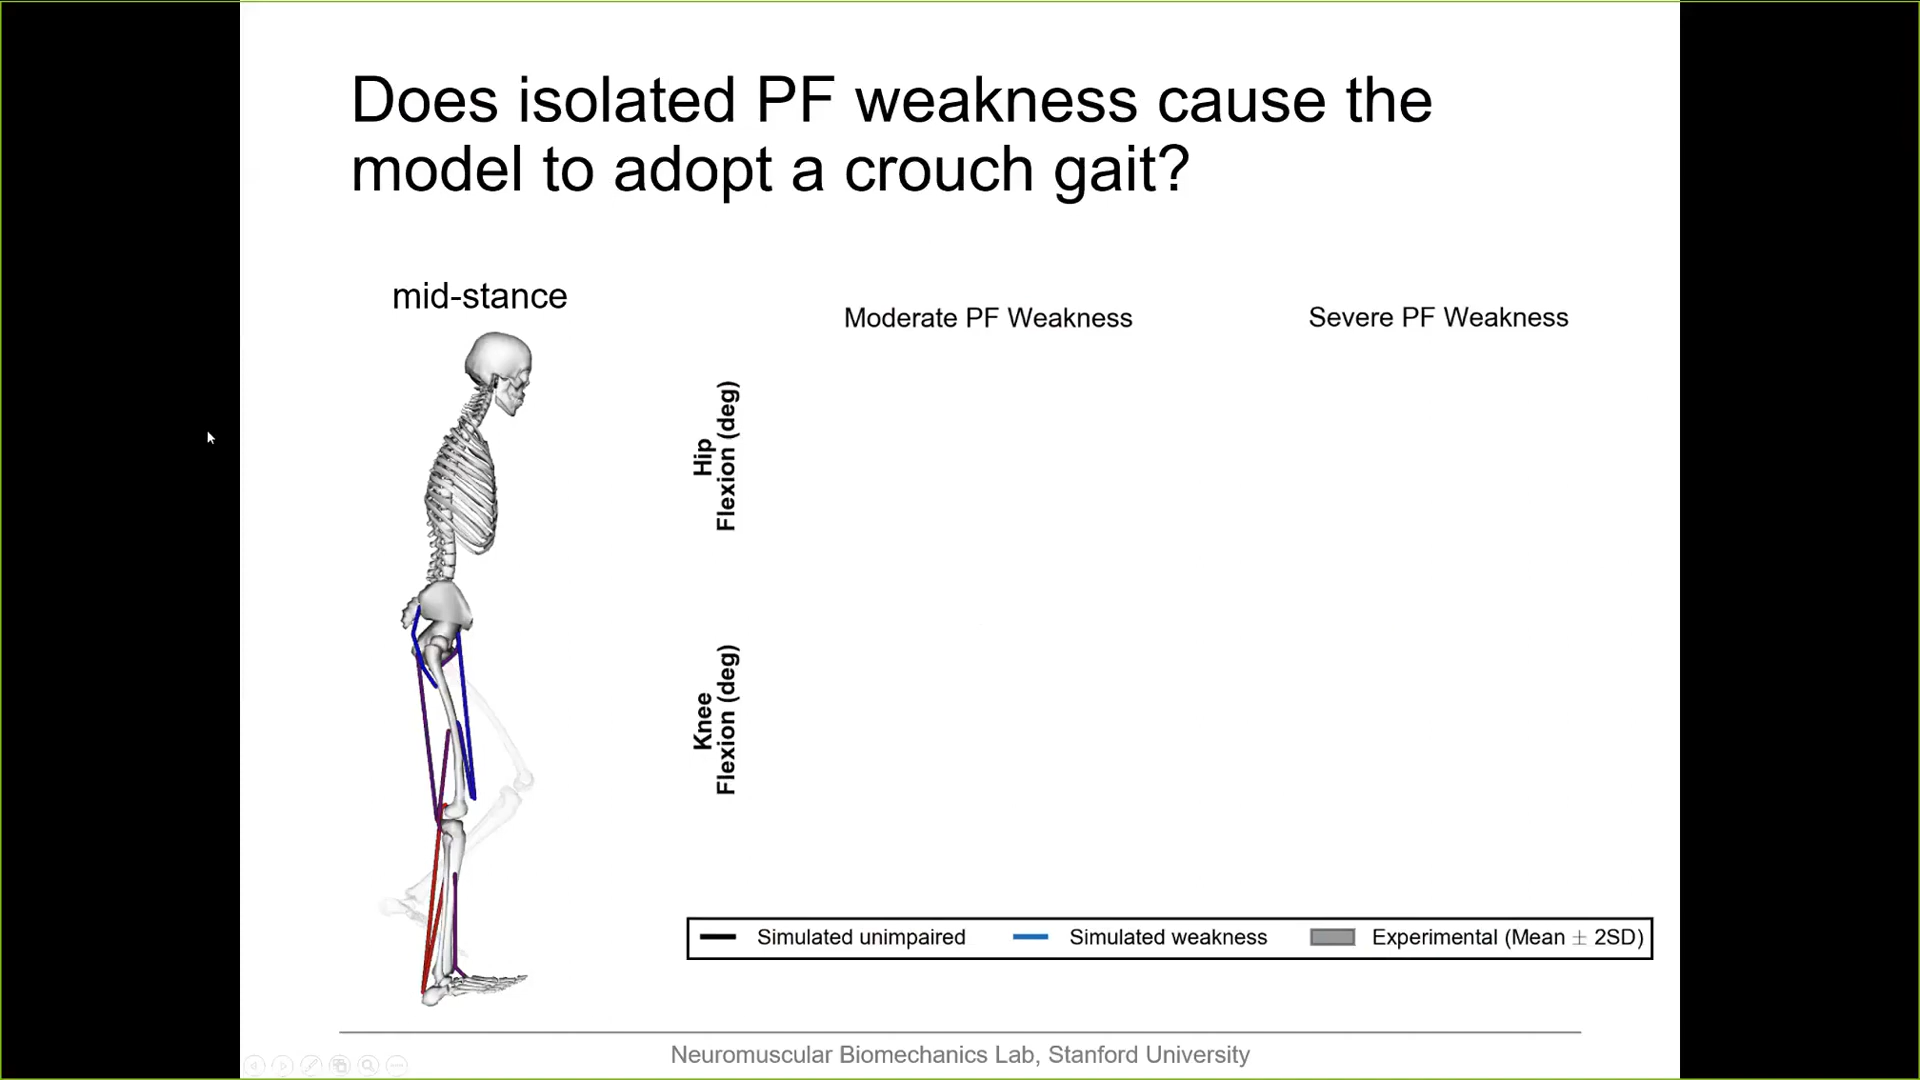 Does isolated PF weakness cause the
model to adopt a crouch gait?
mid-stance
Moderate PF Weakness
Severe PF Weakness
Hip
Flexion (deg)
Knee
Flexion (deg)
Simulated unimpaired
Simulated weakness
Experimental (Mean ± 2SD)
Neuromuscular Biomechanics Lab, Stanford University